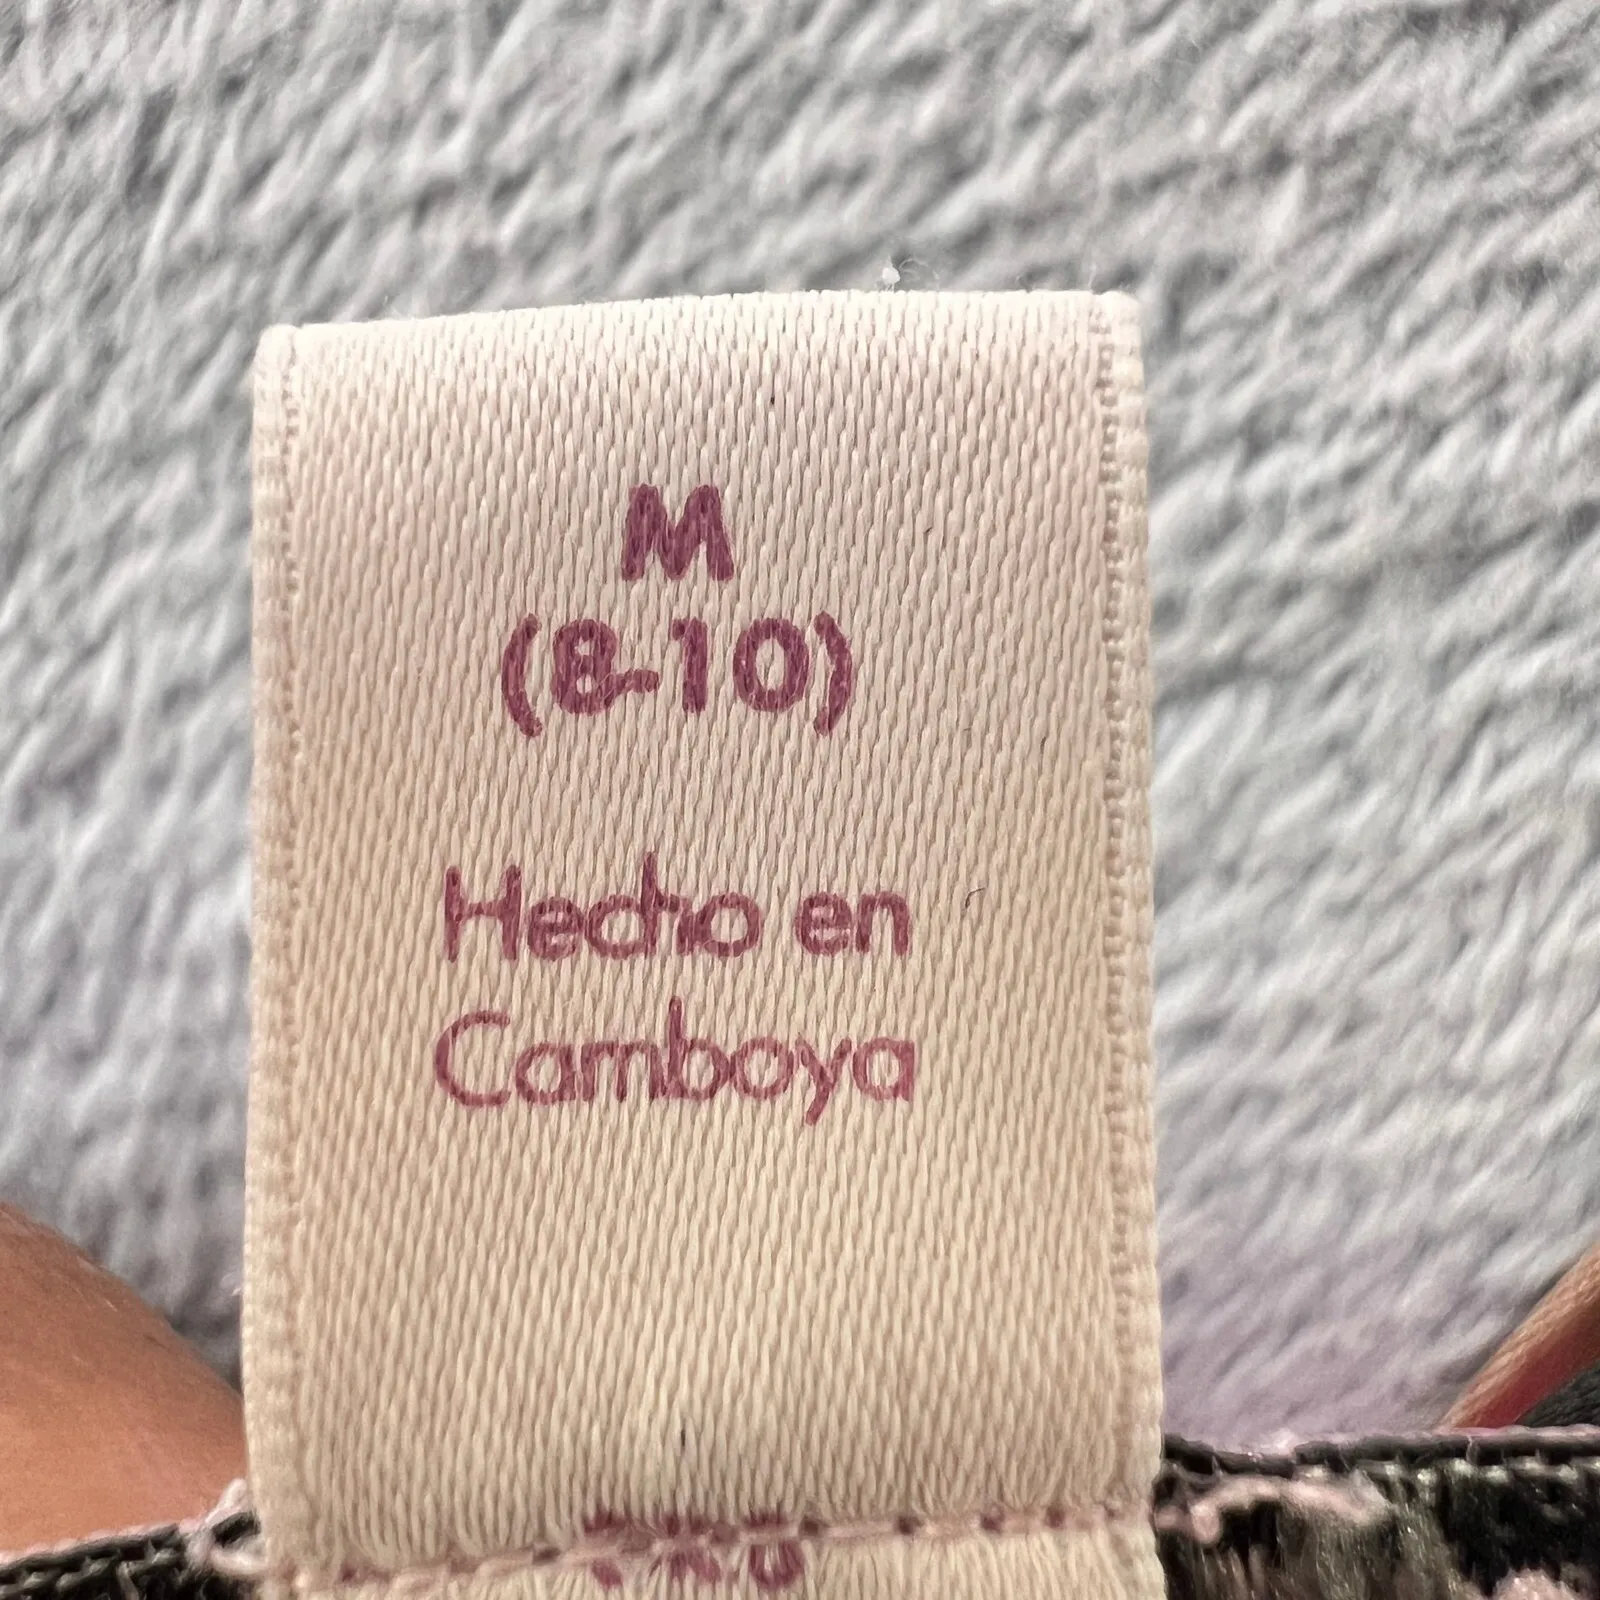 M
(8-10)
Hecho en
Camboya